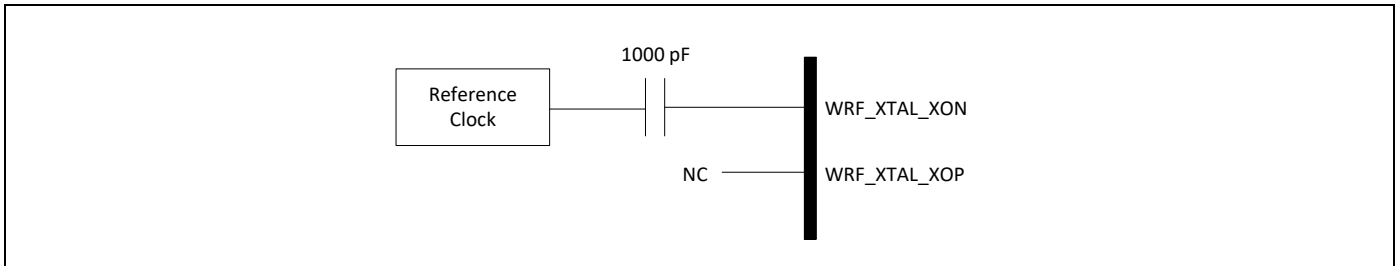 1000 pF
Reference
Clock
WRF_XTAL_XON
NC
WRF_XTAL_XOP